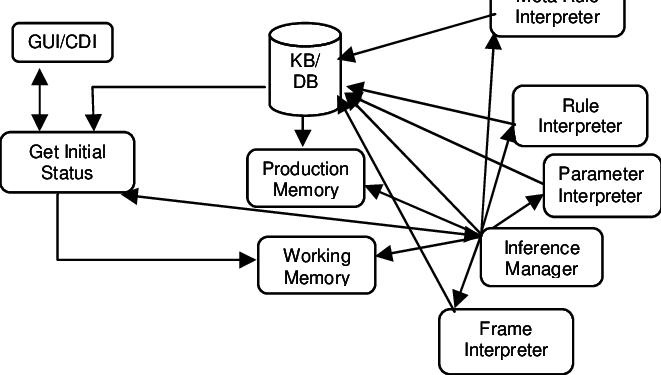 Interpreter
GUI/CDI
KB/
DB
Rule
Interpreter
Get Initial
Status
Production
Memory
Parameter
Interpreter
Working
Memory
Inference
Manager
Frame
Interpreter